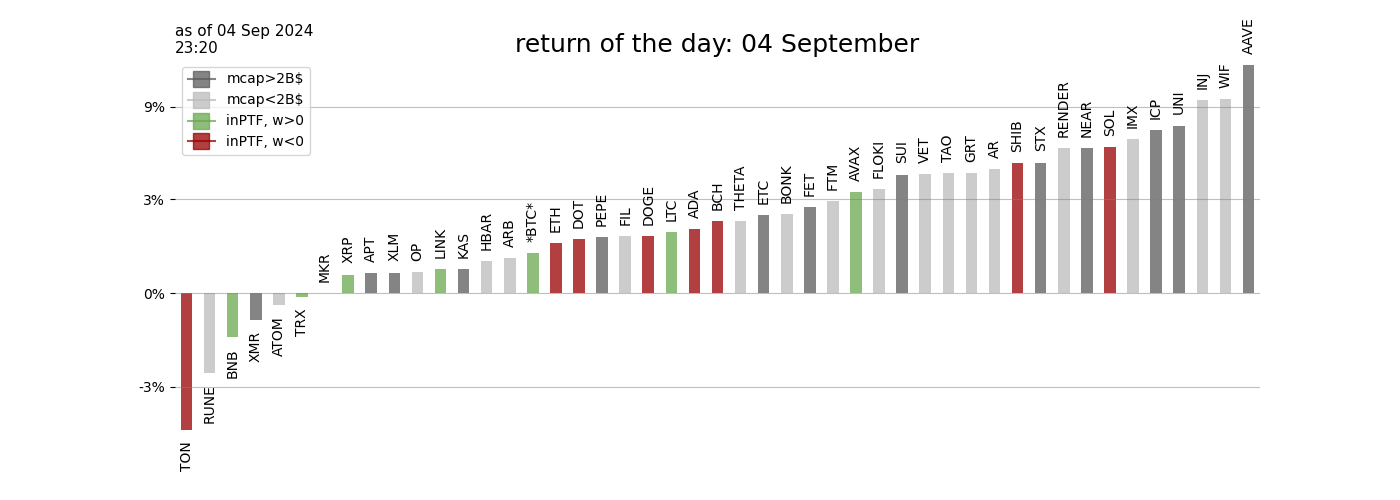 as of 04 Sep 2024
23:20
return of the day: 04 September
mcap>2B$
mcap<2B$
inPTF, w>0
inPTF, w<0
9%
3%
0%
-3%
TON
RUNE
BNB
XMR
ATOM
TRX
MKR
XRP
APT
XLM
OP
LINK
KAS
HBAR
ARB
*BTC*
ETH
DOT
PEPE
FIL
DOGE
LTC
ADA
BCH
THETA
ETC
BONK
FET
FTM
AVAX
FLOKI
SUI
VET
TAO
GRT
AR
SHIB
STX
RENDER
NEAR
SOL
IMX
ICP
UNI
INJ
WIF
AAVE